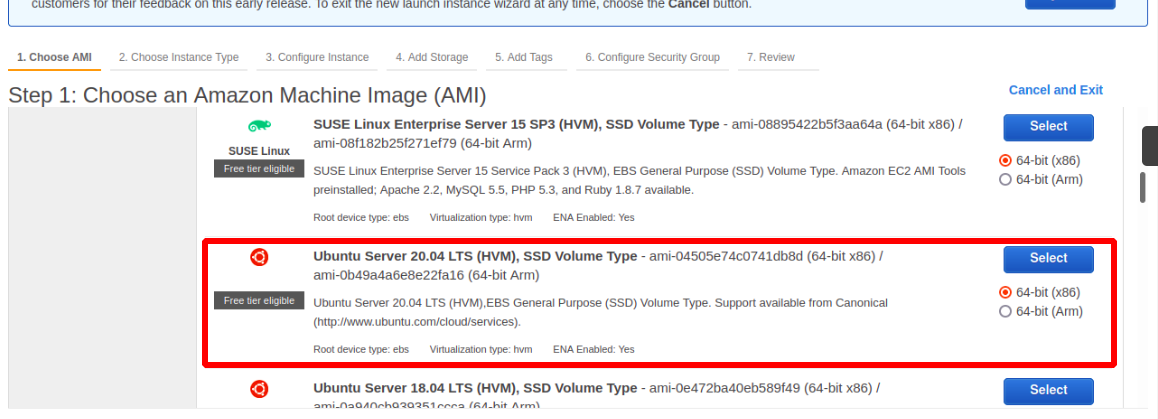 customers for their feedback on this early release. To exit the new launch instance wizard at any time, choose the Cancel button.
1. Choose AMI 2. Choose Instance Type 3. Configure Instance 4. Add Storage 5. Add Tags 6. Configure Security Group 7. Review
Step 1: Choose an Amazon Machine Image (AMI)
Cancel and Exit
SUSE Linux
Free tier eligible
SUSE Linux Enterprise Server 15 SP3 (HVM), SSD Volume Type - ami-08895422b5f3aa64a (64-bit x86) /
ami-08f182b25f271ef79 (64-bit Arm)
SUSE Linux Enterprise Server 15 Service Pack 3 (HVM), EBS General Purpose (SSD) Volume Type. Amazon EC2 AMI Tools
preinstalled; Apache 2.2, MySQL 5.5, PHP 5.3, and Ruby 1.8.7 available.
Root device type: ebs Virtualization type: hvm ENA Enabled: Yes
Select
64-bit (x86)
64-bit (Arm)
Free tier eligible
Ubuntu Server 20.04 LTS (HVM), SSD Volume Type - ami-04505e74c0741db8d (64-bit x86) /
ami-0b49a4a6e8e22fa16 (64-bit Arm)
Ubuntu Server 20.04 LTS (HVM),EBS General Purpose (SSD) Volume Type. Support available from Canonical
(http://www.ubuntu.com/cloud/services).
Root device type: ebs Virtualization type: hvm ENA Enabled: Yes
Select
64-bit (x86)
64-bit (Arm)
Ubuntu Server 18.04 LTS (HVM), SSD Volume Type - ami-0e472ba40eb589f49 (64-bit x86) /
ami-0a940cb939351ccca (64-bit Arm)
Select